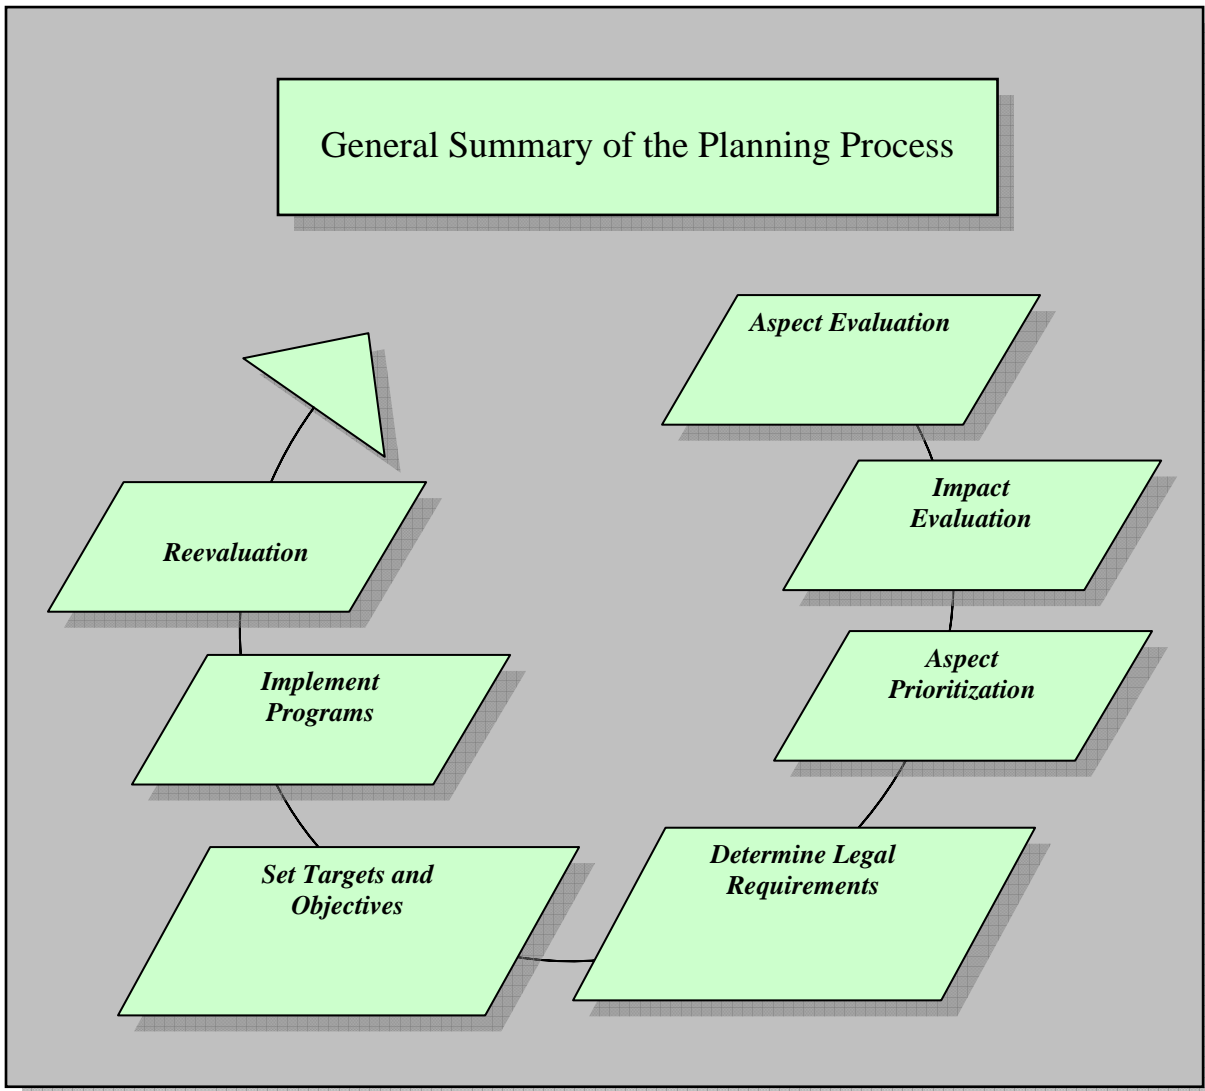 General Summary of the Planning Process
Aspect Evaluation
Impact
Evaluation
Aspect
Prioritization
Determine Legal
Requirements
Set Targets and
Objectives
Implement
Programs
Reevaluation